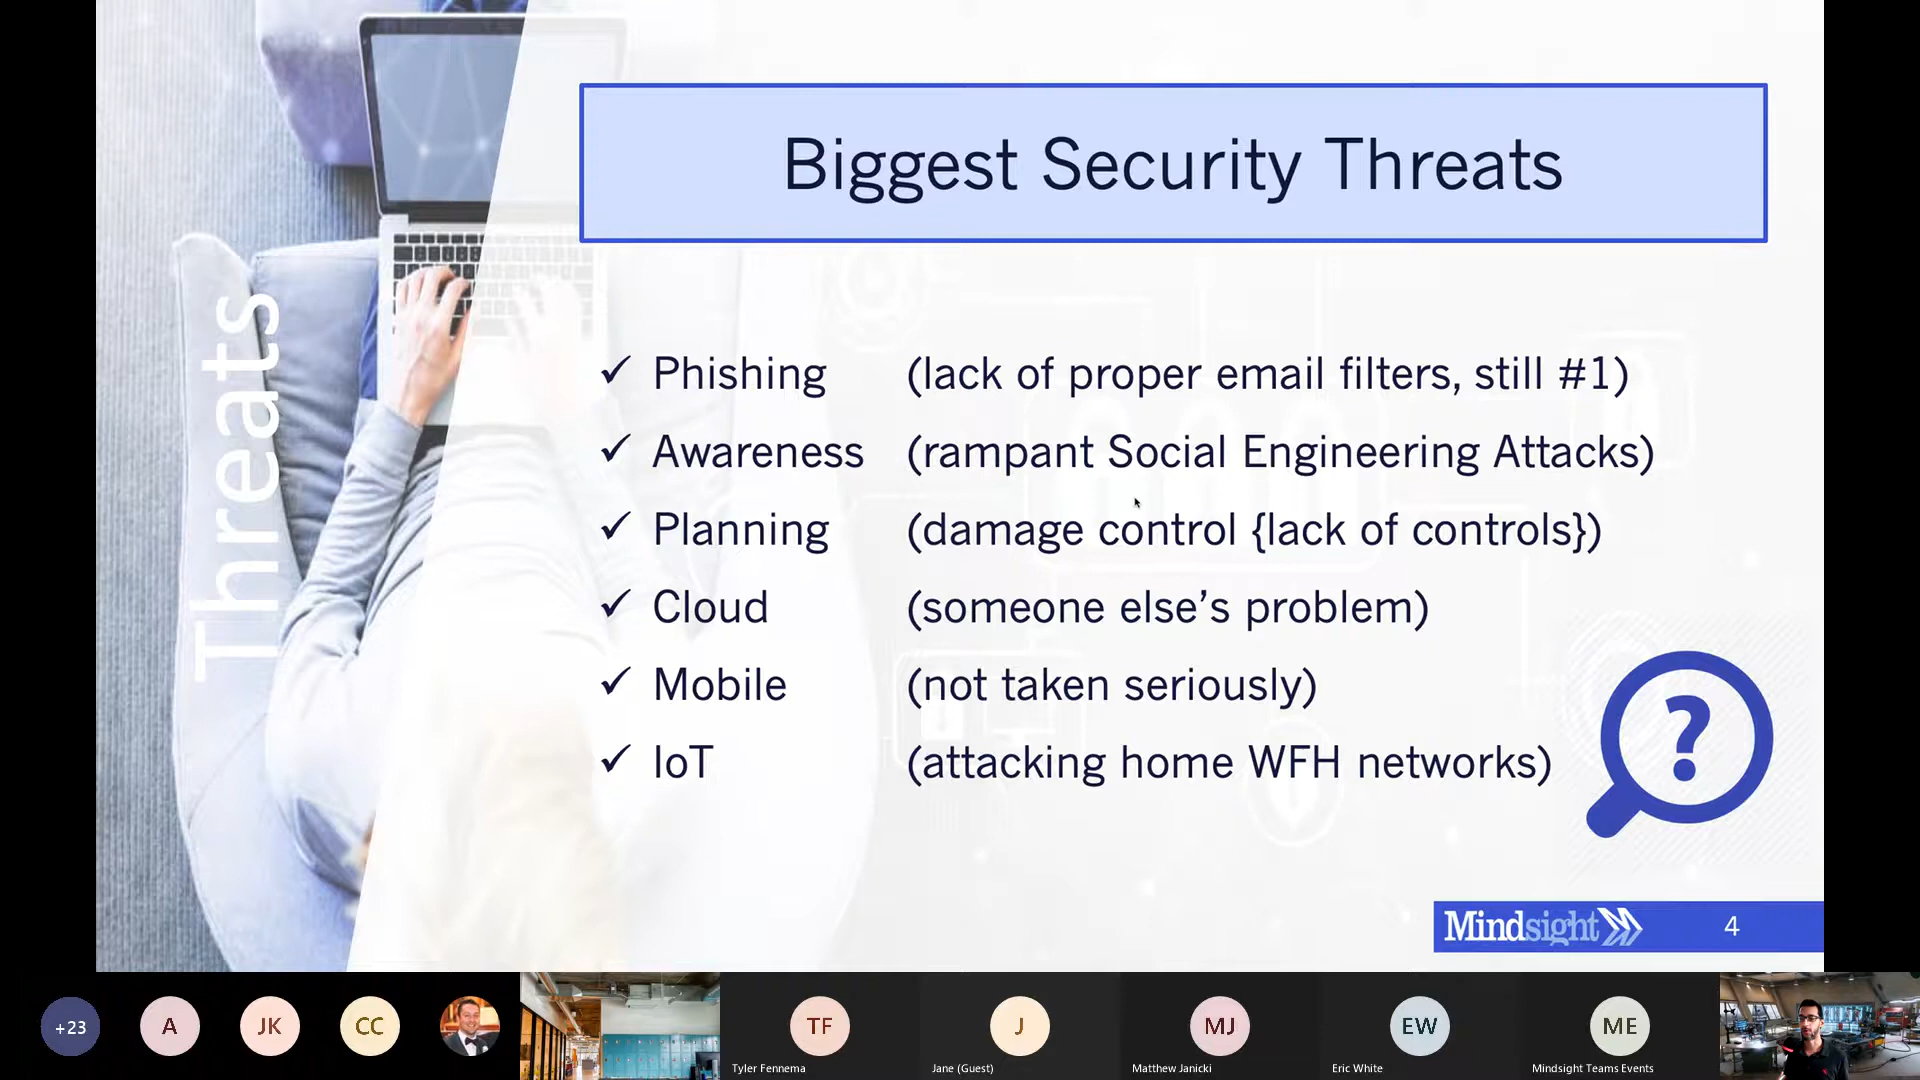 Threats
Biggest Security Threats
✓ Phishing (lack of proper email filters, still #1)
✓ Awareness (rampant Social Engineering Attacks)
✓ Planning (damage control {lack of controls})
✓ Cloud (someone else’s problem)
✓ Mobile (not taken seriously)
✓ IoT (attacking home WFH networks)
?
Mindsight 4
+23 A JK CC TF J MJ EW ME
Tyler Fennema Jane (Guest) Matthew Janicki Eric White Mindsight Teams Events